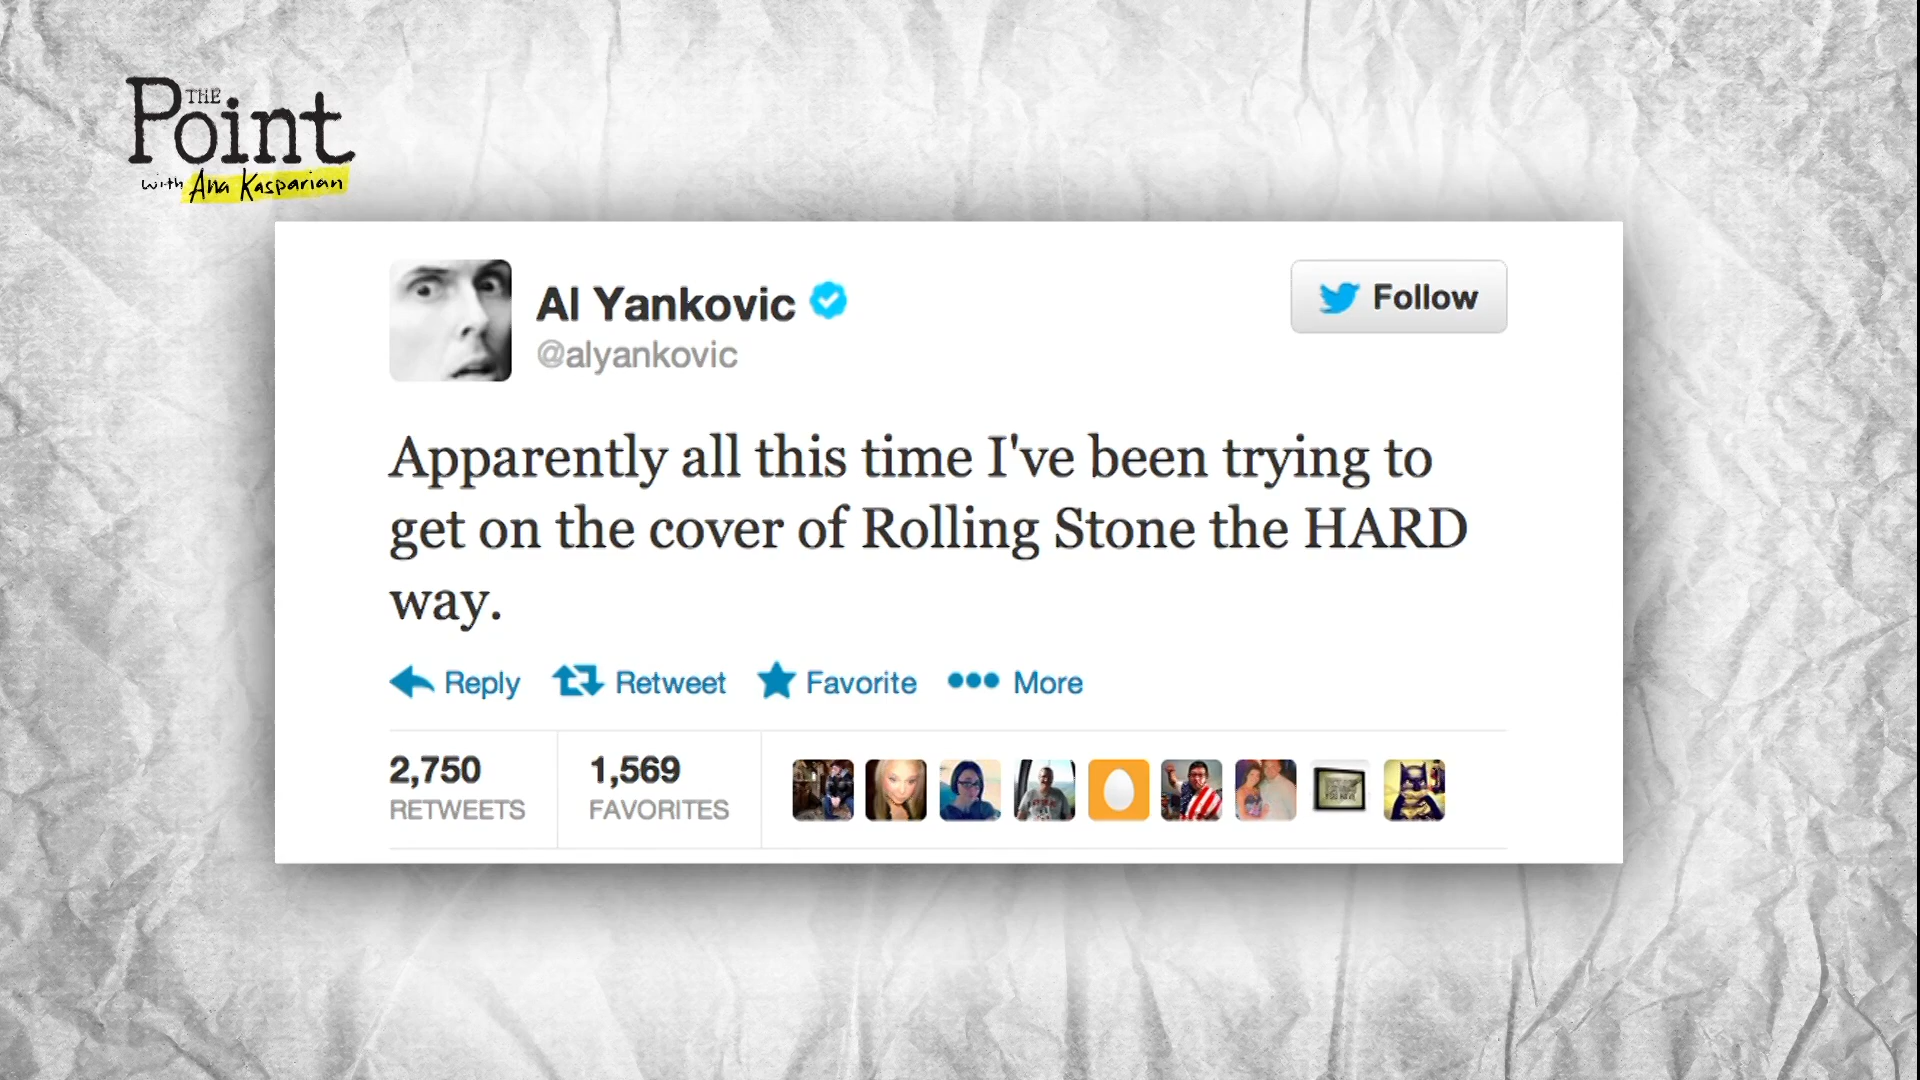 THE
Point
with Ana Kasparian
Al Yankovic
@alyankovic
Follow
Apparently all this time I've been trying to
get on the cover of Rolling Stone the HARD
way.
Reply Retweet Favorite More
2,750 1,569
RETWEETS FAVORITES